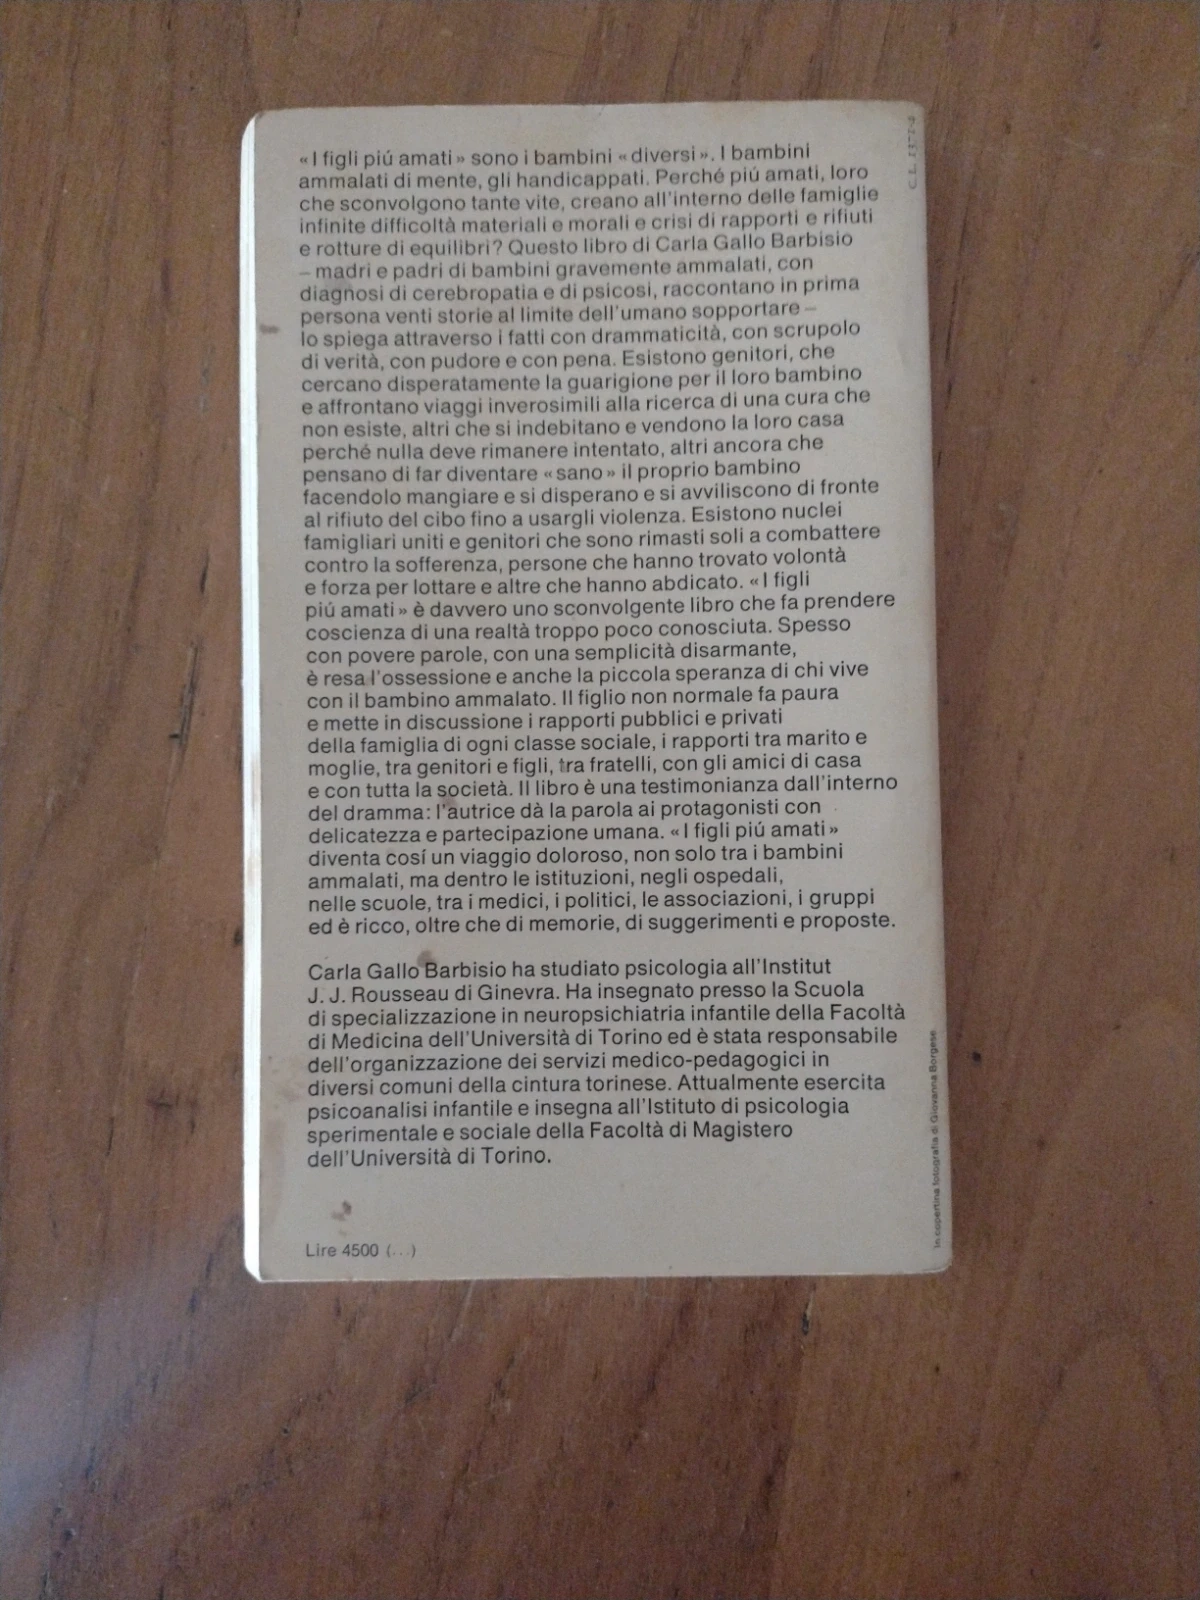 «I figli piú amati» sono i bambini «diversi». I bambini
ammalati di mente, gli handicappati. Perché piú amati, loro
che sconvolgono tante vite, creano all'interno delle famiglie
infinite difficoltà materiali e morali e crisi di rapporti e rifiuti
e rotture di equilibri? Questo libro di Carla Gallo Barbisio
– madri e padri di bambini gravemente ammalati, con
diagnosi di cerebropatia e di psicosi, raccontano in prima
persona venti storie al limite dell'umano sopportare –
lo spiega attraverso i fatti con drammaticità, con scrupolo
di verità, con pudore e con pena. Esistono genitori, che
cercano disperatamente la guarigione per il loro bambino
e affrontano viaggi inverosimili alla ricerca di una cura che
non esiste, altri che si indebitano e vendono la loro casa
perché nulla deve rimanere intentato, altri ancora che
pensano di far diventare «sano» il proprio bambino
facendolo mangiare e si disperano e si avviliscono di fronte
al rifiuto del cibo fino a usargli violenza. Esistono nuclei
famigliari uniti e genitori che sono rimasti soli a combattere
contro la sofferenza, persone che hanno trovato volontà
e forza per lottare e altre che hanno abdicato. «I figli
piú amati» è davvero uno sconvolgente libro che fa prendere
coscienza di una realtà troppo poco conosciuta. Spesso
con povere parole, con una semplicità disarmante,
è resa l'ossessione e anche la piccola speranza di chi vive
con il bambino ammalato. Il figlio non normale fa paura
e mette in discussione i rapporti pubblici e privati
della famiglia di ogni classe sociale, i rapporti tra marito e
moglie, tra genitori e figli, tra fratelli, con gli amici di casa
e con tutta la società. Il libro è una testimonianza dall'interno
del dramma: l'autrice dà la parola ai protagonisti con
delicatezza e partecipazione umana. «I figli piú amati»
diventa cosí un viaggio doloroso, non solo tra i bambini
ammalati, ma dentro le istituzioni, negli ospedali,
nelle scuole, tra i medici, i politici, le associazioni, i gruppi
ed è ricco, oltre che di memorie, di suggerimenti e proposte.
Carla Gallo Barbisio ha studiato psicologia all'Institut
J. J. Rousseau di Ginevra. Ha insegnato presso la Scuola
di specializzazione in neuropsichiatria infantile della Facoltà
di Medicina dell'Università di Torino ed è stata responsabile
dell'organizzazione dei servizi medico-pedagogici in
diversi comuni della cintura torinese. Attualmente esercita
psicoanalisi infantile e insegna all'Istituto di psicologia
sperimentale e sociale della Facoltà di Magistero
dell'Università di Torino.
Lire 4500 (...)
In copertina fotografia di Giovanna Borgese
C.L.